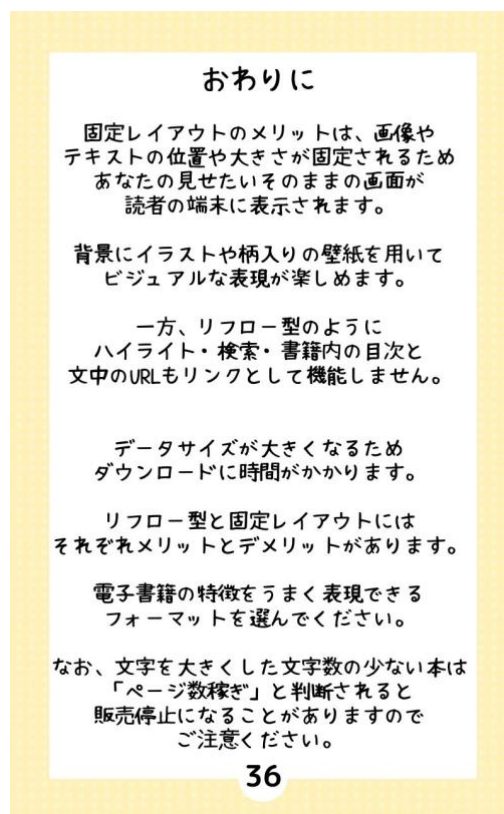 おわりに
固定レイアウトのメリットは、画像や
テキストの位置や大きさが固定されるため
あなたの見せたいそのままの画面が
読者の端末に表示されます。
背景にイラストや柄入りの壁紙を用いて
ビジュアルな表現が楽しめます。
一方、リフロー型のように
ハイライト・検索・書籍内の目次と
文中のURLもリンクとして機能しません。
データサイズが大きくなるため
ダウンロードに時間がかかります。
リフロー型と固定レイアウトには
それぞれメリットとデメリットがあります。
電子書籍の特徴をうまく表現できる
フォーマットを選んでください。
なお、文字を大きくした文字数の少ない本は
「ページ数稼ぎ」と判断されると
販売停止になることがありますので
ご注意ください。
36